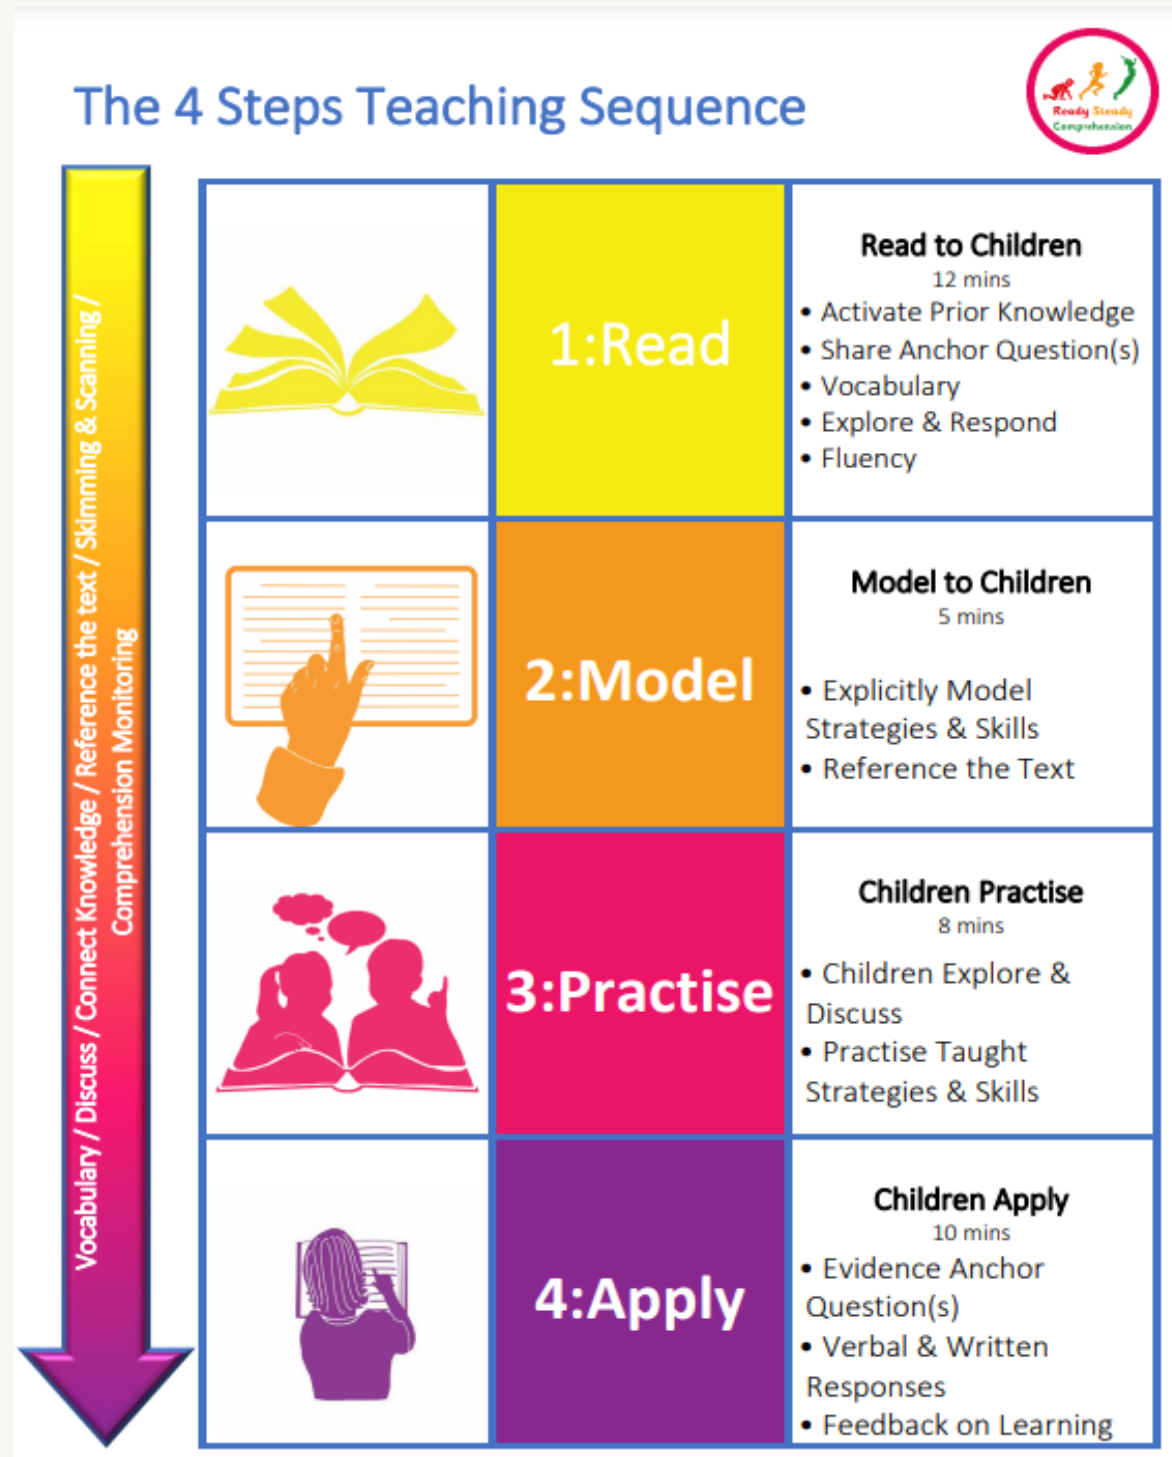 The 4 Steps Teaching Sequence
Ready Steady
Comprehension
Vocabulary / Discuss / Connect Knowledge / Reference the text / Skimming & Scanning /
Comprehension Monitoring
1:Read
Read to Children
12 mins
• Activate Prior Knowledge
• Share Anchor Question(s)
• Vocabulary
• Explore & Respond
• Fluency
2:Model
Model to Children
5 mins
• Explicitly Model
Strategies & Skills
• Reference the Text
3:Practise
Children Practise
8 mins
• Children Explore &
Discuss
• Practise Taught
Strategies & Skills
4:Apply
Children Apply
10 mins
• Evidence Anchor
Question(s)
• Verbal & Written
Responses
• Feedback on Learning